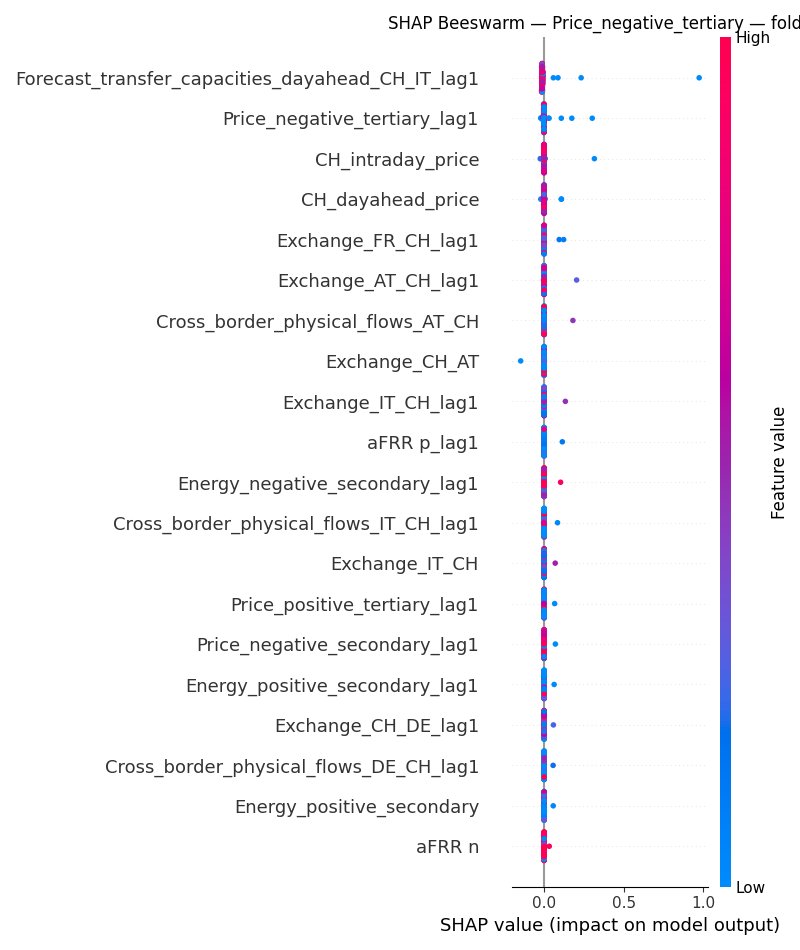 SHAP Beeswarm — Price_negative_tertiary — fold
High
Forecast_transfer_capacities_dayahead_CH_IT_lag1
Price_negative_tertiary_lag1
CH_intraday_price
CH_dayahead_price
Exchange_FR_CH_lag1
Exchange_AT_CH_lag1
Cross_border_physical_flows_AT_CH
Exchange_CH_AT
Exchange_IT_CH_lag1
aFRR p_lag1
Energy_negative_secondary_lag1
Cross_border_physical_flows_IT_CH_lag1
Exchange_IT_CH
Price_positive_tertiary_lag1
Price_negative_secondary_lag1
Energy_positive_secondary_lag1
Exchange_CH_DE_lag1
Cross_border_physical_flows_DE_CH_lag1
Energy_positive_secondary
aFRR n
Feature value
Low
0.0 0.5 1.0
SHAP value (impact on model output)